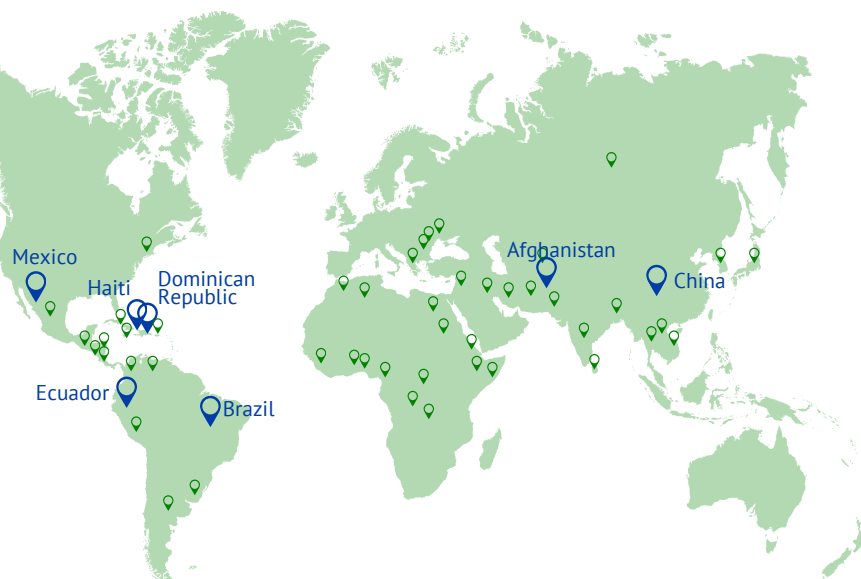 Afghanistan
Mexico
Dominican
Republic
Haiti
China
Ecuador
Brazil